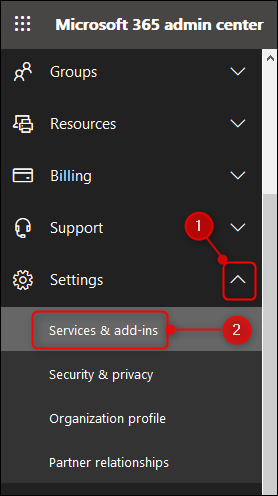 Microsoft 365 admin center
Groups
Resources
Billing
Support
1
Settings
Services & add-ins
2
Security & privacy
Organization profile
Partner relationships